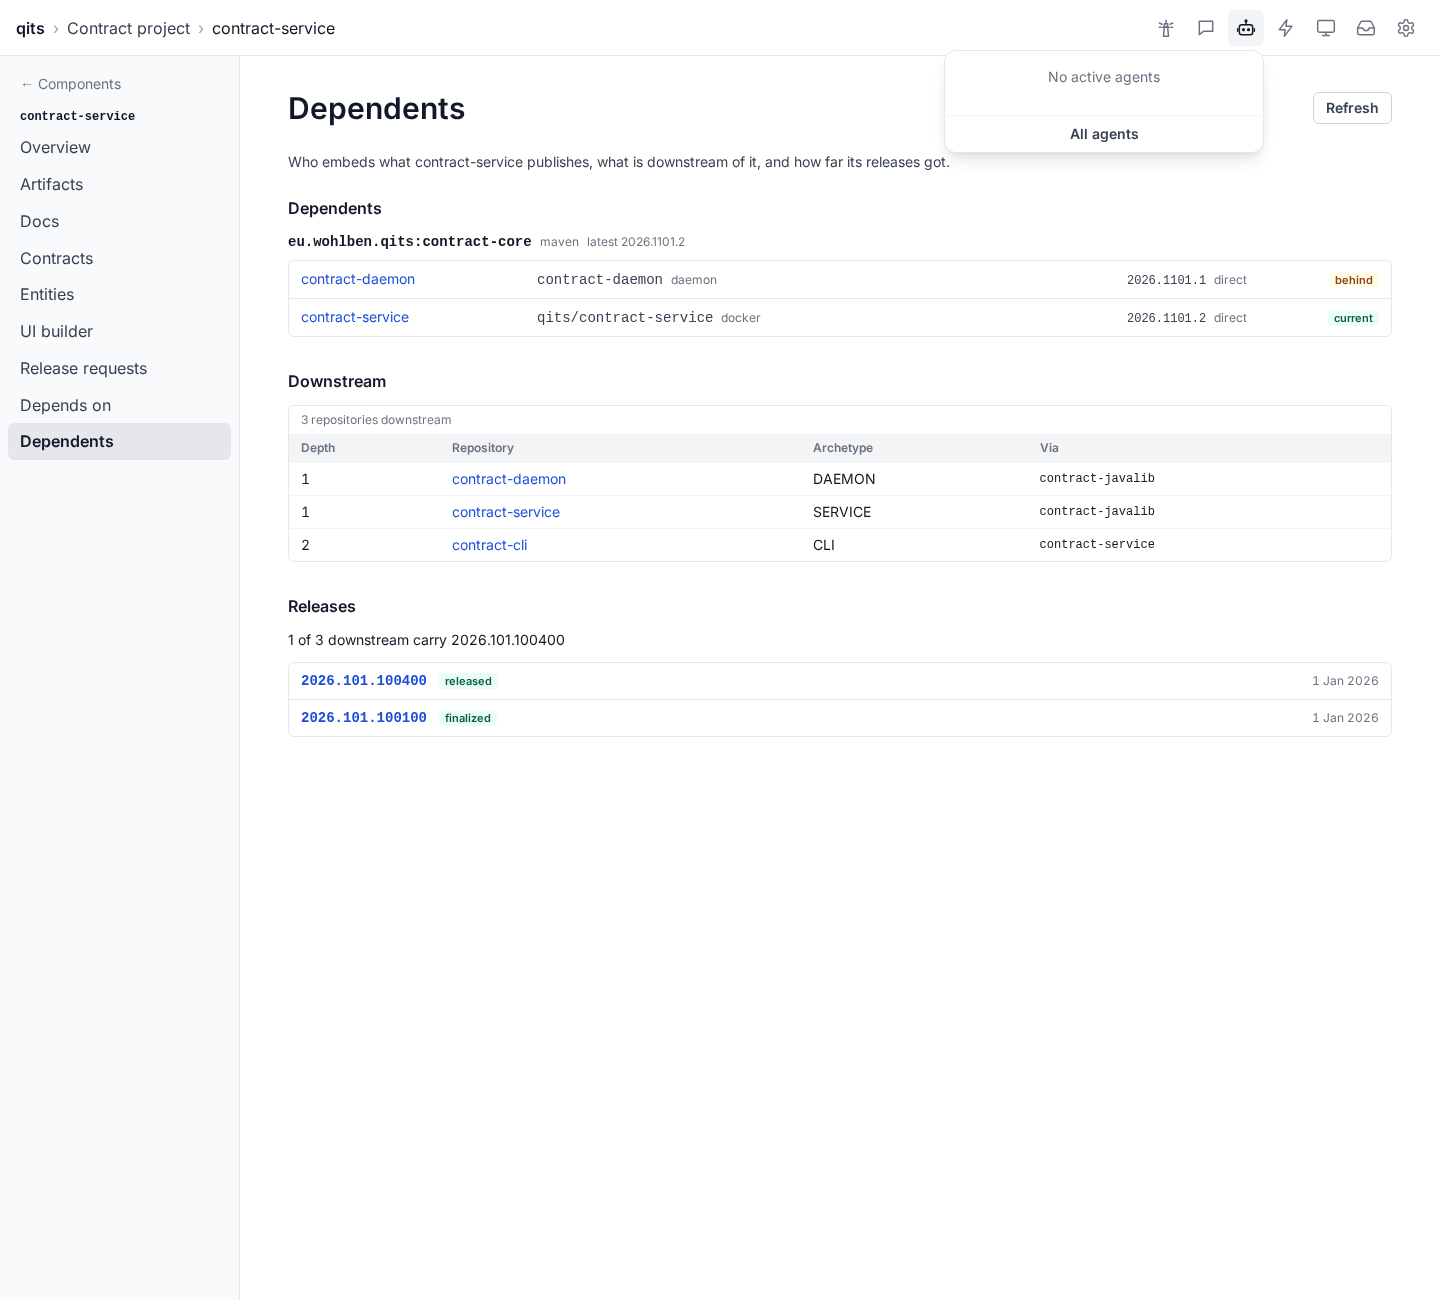 qits › Contract project › contract-service
No active agents
All agents
← Components
contract-service
Overview
Artifacts
Docs
Contracts
Entities
UI builder
Release requests
Depends on
Dependents
Dependents
Refresh
Who embeds what contract-service publishes, what is downstream of it, and how far its releases got.
Dependents
eu.wohlben.qits:contract-core maven latest 2026.1101.2
contract-daemon contract-daemon daemon 2026.1101.1 direct behind
contract-service qits/contract-service docker 2026.1101.2 direct current
Downstream
3 repositories downstream
Depth Repository Archetype Via
1 contract-daemon DAEMON contract-javalib
1 contract-service SERVICE contract-javalib
2 contract-cli CLI contract-service
Releases
1 of 3 downstream carry 2026.101.100400
2026.101.100400 released 1 Jan 2026
2026.101.100100 finalized 1 Jan 2026